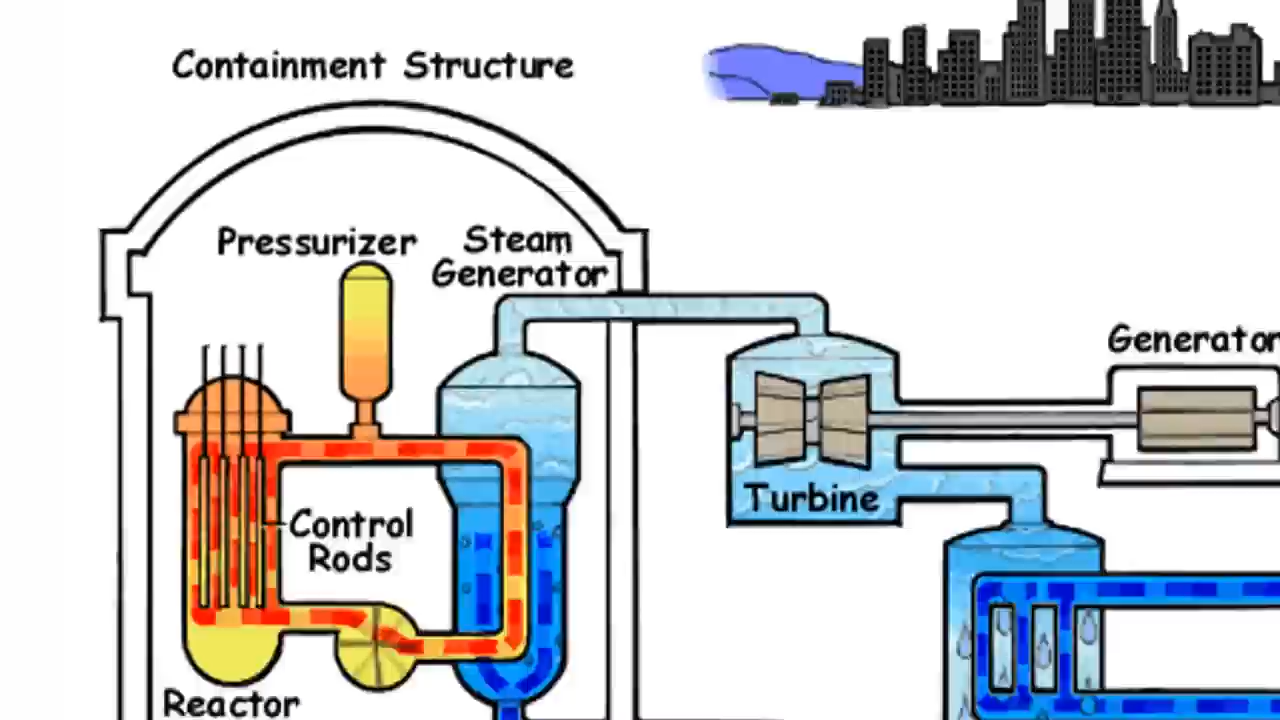 Containment Structure
Pressurizer
Steam
Generator
Generator
Turbine
Control
Rods
Reactor